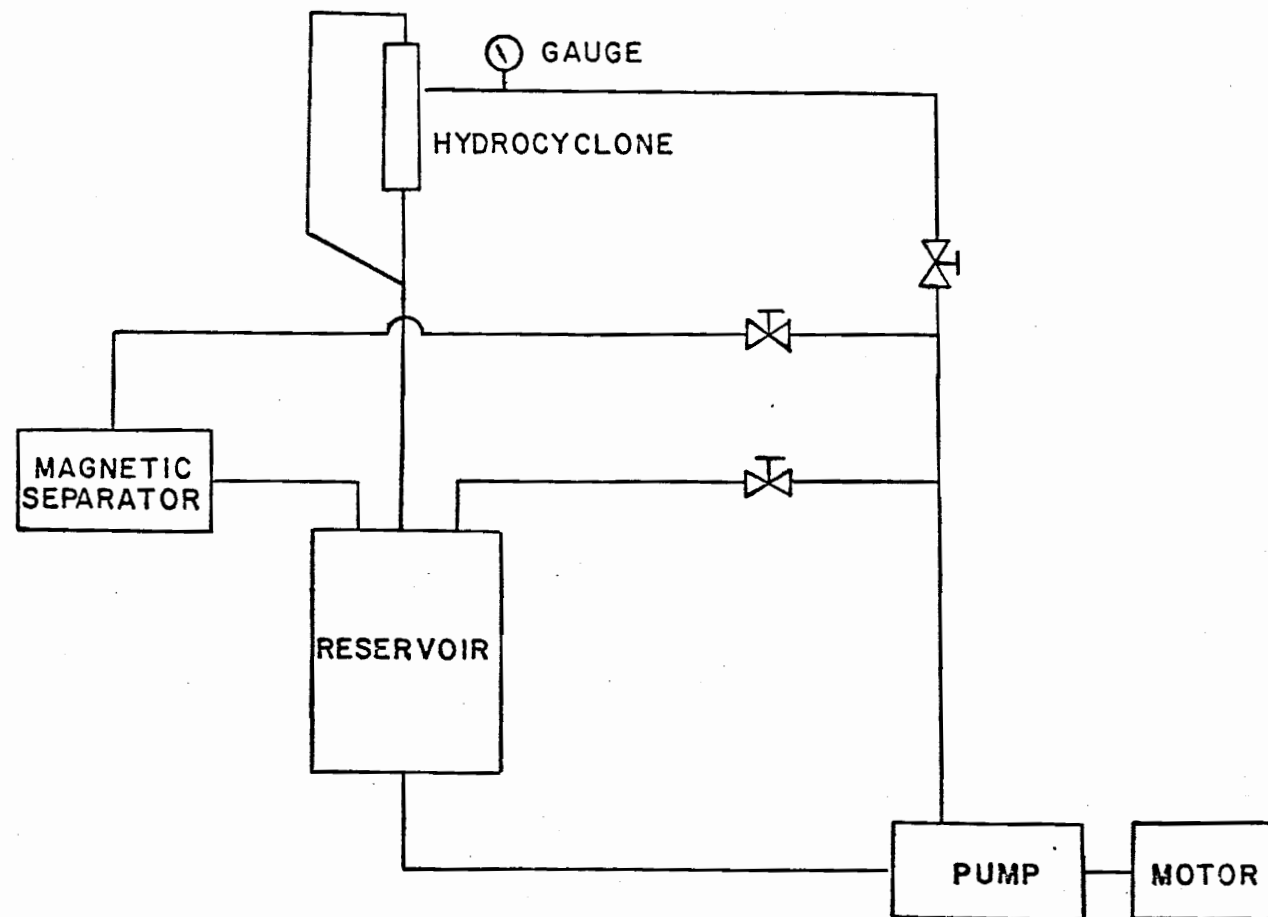 GAUGE
HYDROCYCLONE
MAGNETIC
SEPARATOR
RESERVOIR
PUMP
MOTOR